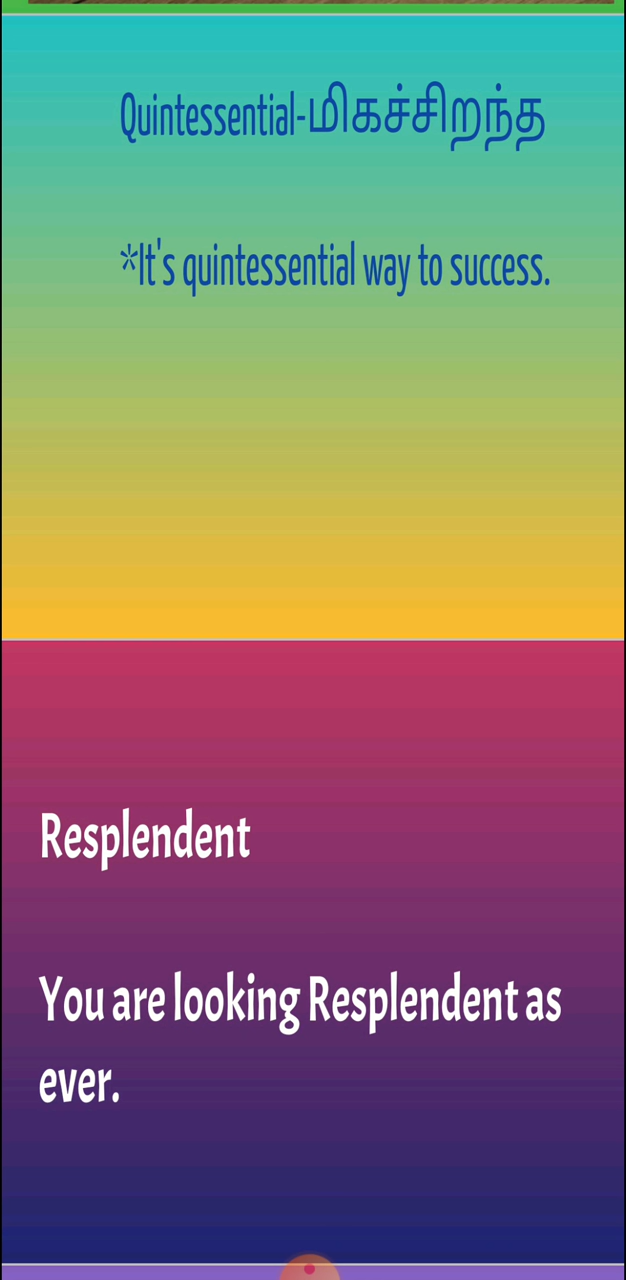 Quintessential-மிகச்சிறந்த
*It's quintessential way to success.
Resplendent
You are looking Resplendent as
ever.